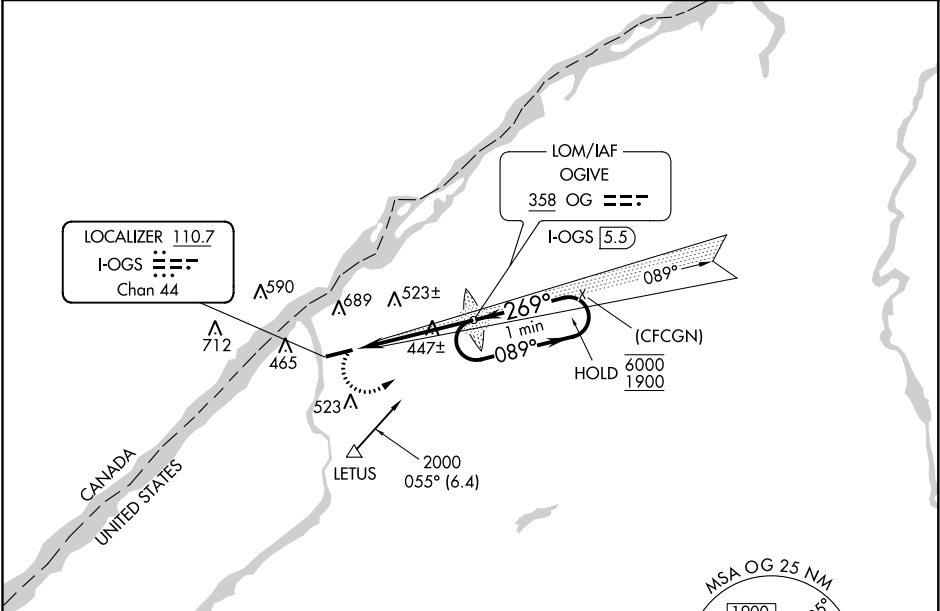 LOM/IAF
OGIVE
358 OG
I-OGS 5.5
LOCALIZER 110.7
I-OGS
Chan 44
590
689
523±
712
465
447±
523
269°
1 min
089°
089°
(CFCGN)
HOLD 6000
1900
LETUS
2000
055° (6.4)
CANADA
UNITED STATES
MSA OG 25 NM
1900